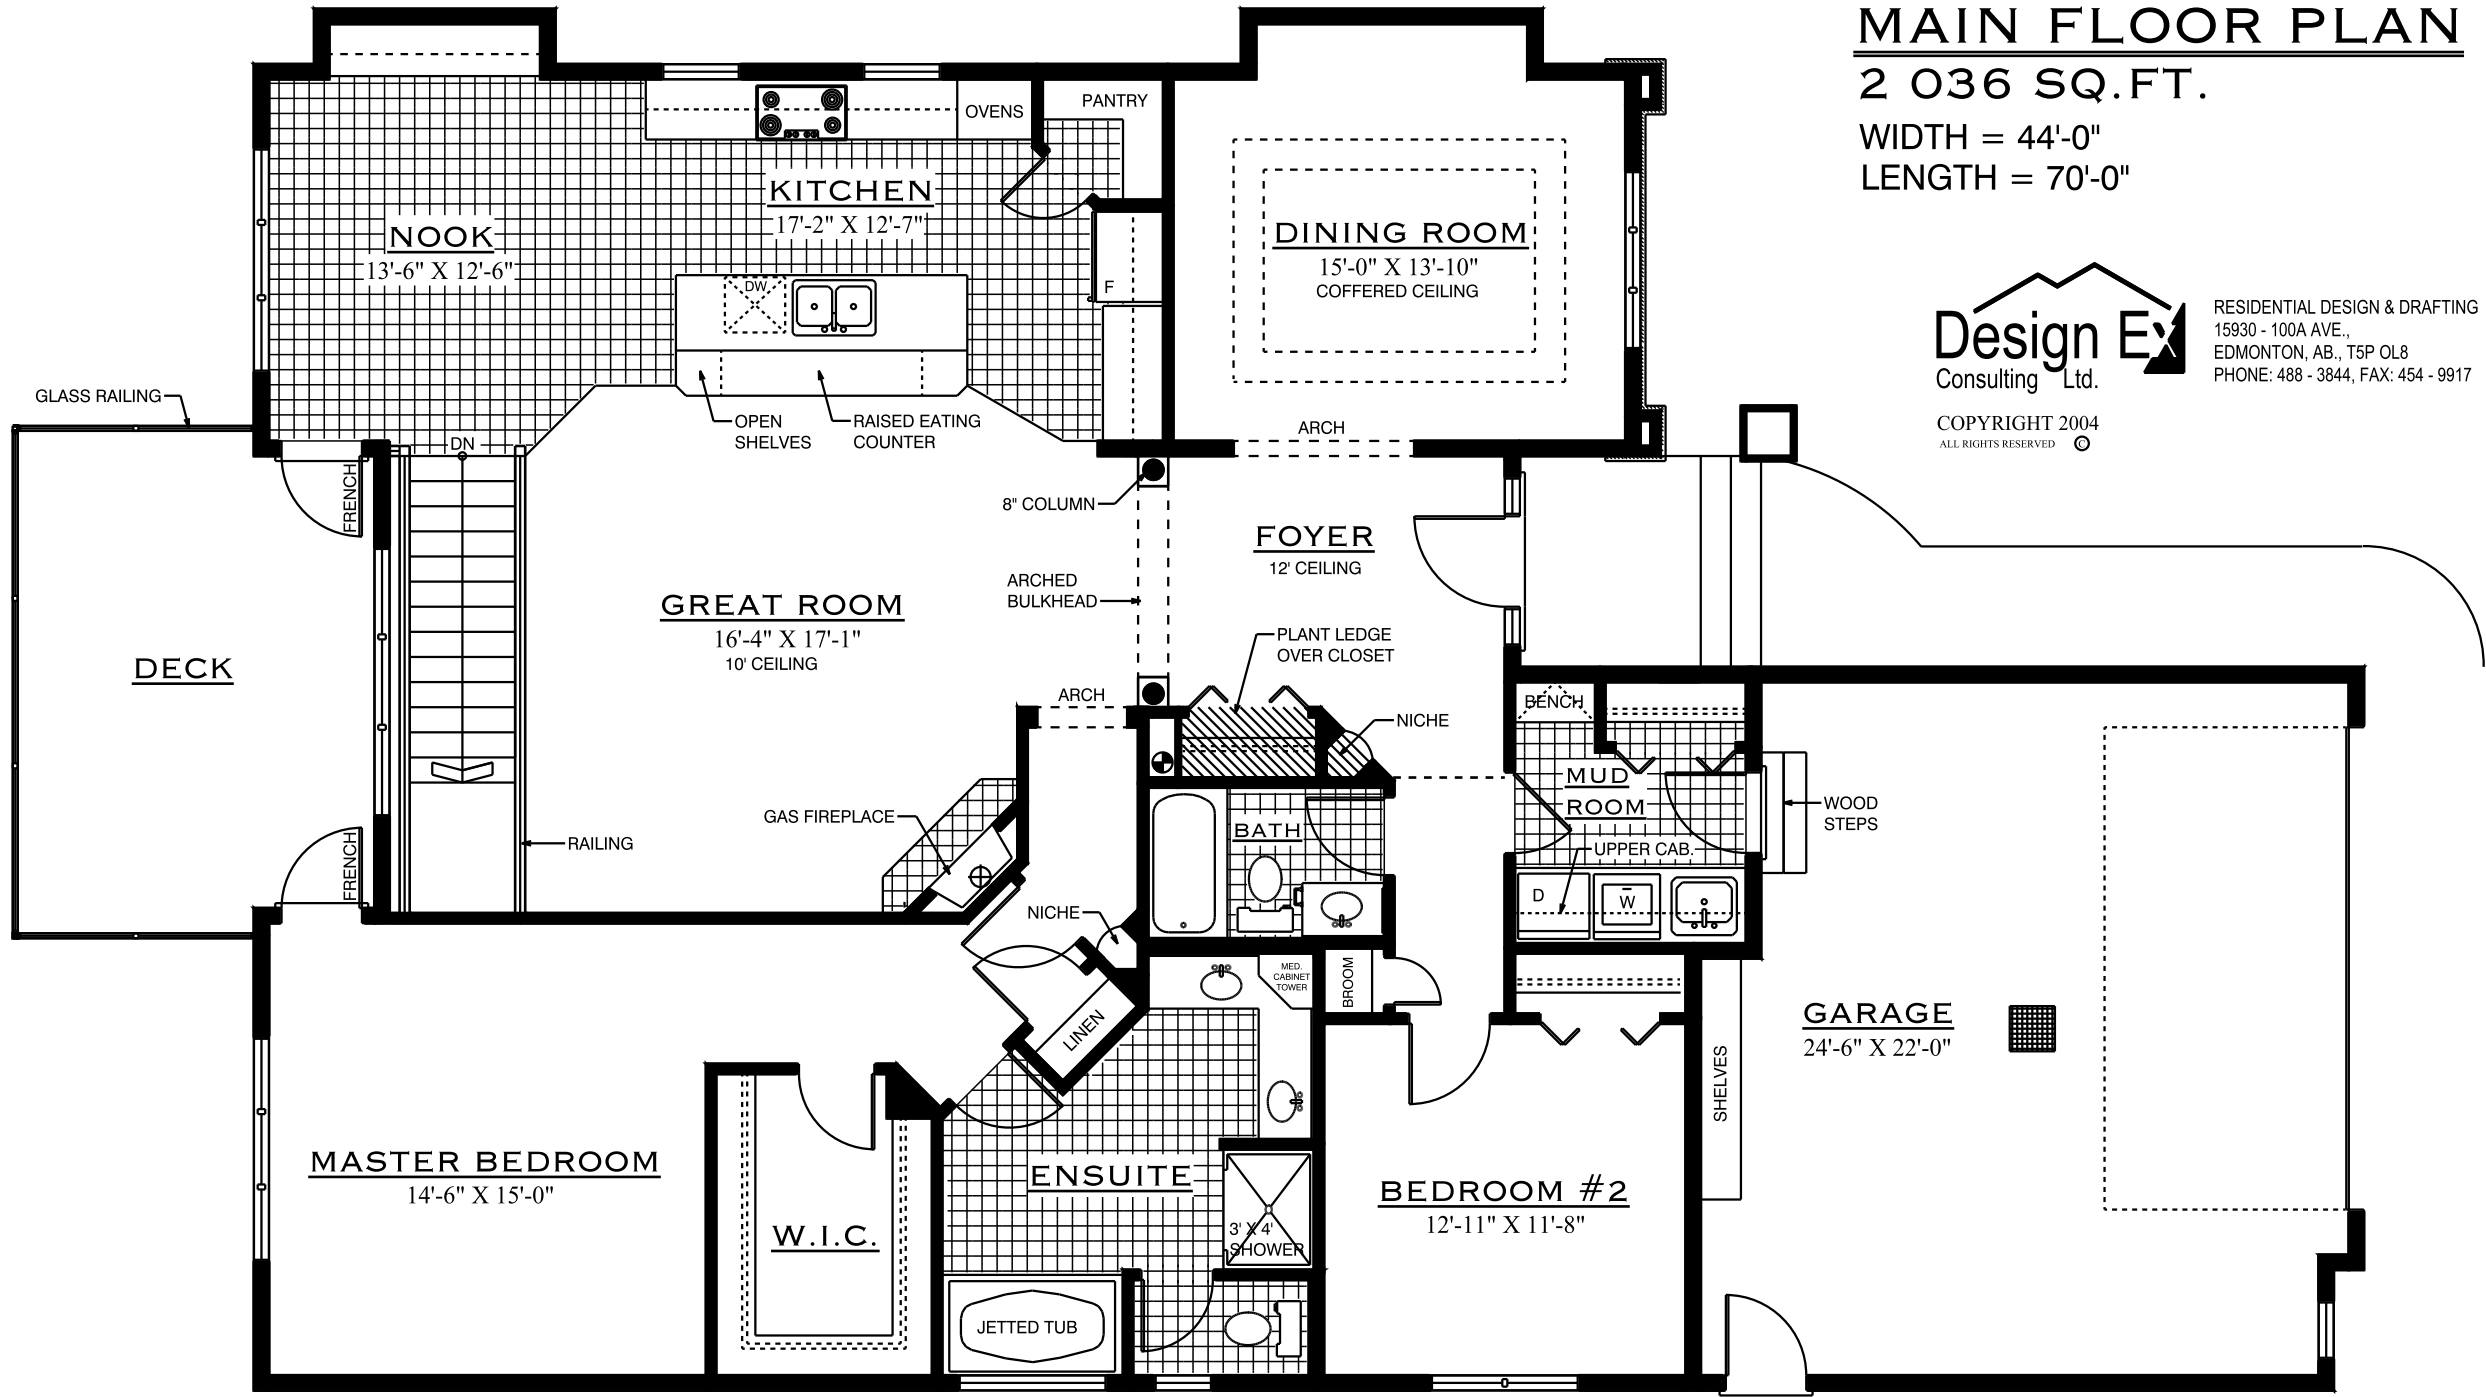 MAIN FLOOR PLAN
2 036 SQ.FT.
WIDTH = 44'-0"
LENGTH = 70'-0"
Design Ex
Consulting Ltd.
RESIDENTIAL DESIGN & DRAFTING
15930 - 100A AVE.,
EDMONTON, AB., T5P OL8
PHONE: 488 - 3844, FAX: 454 - 9917
COPYRIGHT 2004
ALL RIGHTS RESERVED ©
OVENS
PANTRY
KITCHEN
17'-2" X 12'-7"
NOOK
13'-6" X 12'-6"
DW
F
DINING ROOM
15'-0" X 13'-10"
COFFERED CEILING
GLASS RAILING
OPEN
SHELVES
RAISED EATING
COUNTER
ARCH
DN
FRENCH
8" COLUMN
FOYER
12' CEILING
ARCHED
BULKHEAD
GREAT ROOM
16'-4" X 17'-1"
10' CEILING
DECK
PLANT LEDGE
OVER CLOSET
ARCH
NICHE
BENCH
MUD
ROOM
WOOD
STEPS
GAS FIREPLACE
RAILING
FRENCH
BATH
UPPER CAB.
D
W
NICHE
MED.
CABINET
TOWER
BROOM
LINEN
GARAGE
24'-6" X 22'-0"
SHELVES
MASTER BEDROOM
14'-6" X 15'-0"
W.I.C.
ENSUITE
3' X 4'
SHOWER
BEDROOM #2
12'-11" X 11'-8"
JETTED TUB